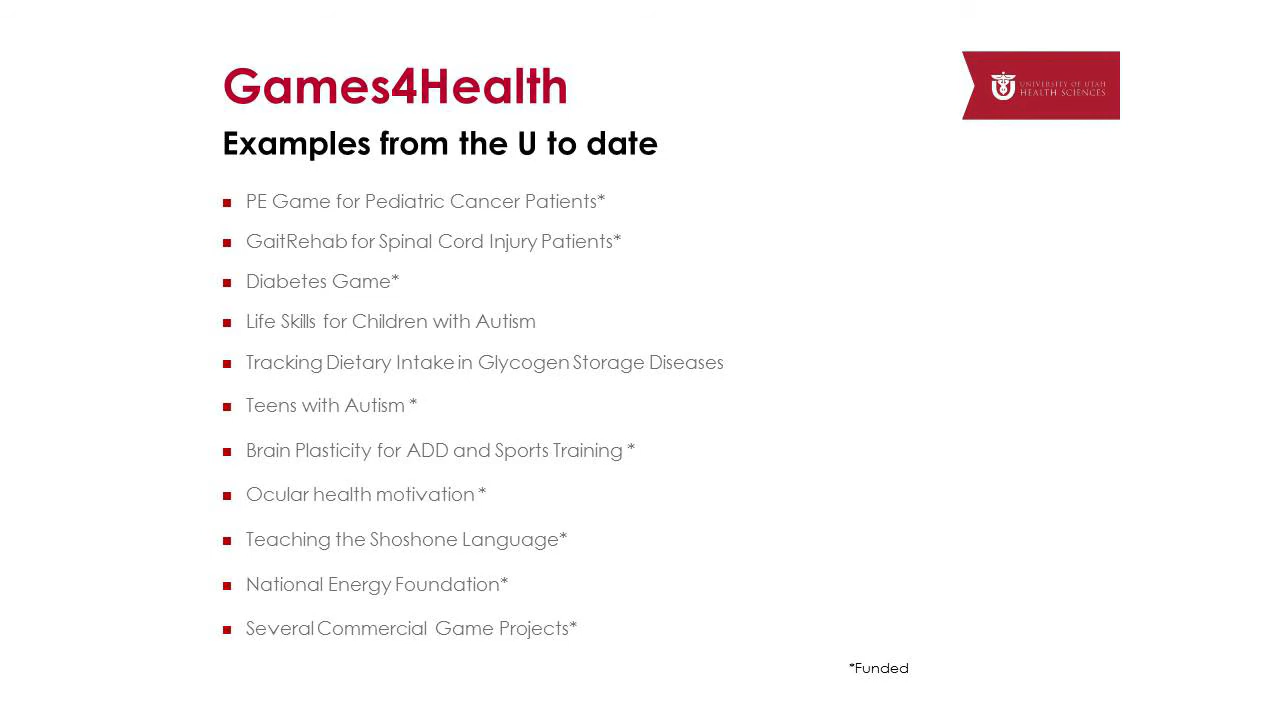 Games4Health
UNIVERSITY OF UTAH
HEALTH SCIENCES
Examples from the U to date
PE Game for Pediatric Cancer Patients*
GaitRehab for Spinal Cord Injury Patients*
Diabetes Game*
Life Skills for Children with Autism
Tracking Dietary Intake in Glycogen Storage Diseases
Teens with Autism *
Brain Plasticity for ADD and Sports Training *
Ocular health motivation *
Teaching the Shoshone Language*
National Energy Foundation*
Several Commercial Game Projects*
*Funded